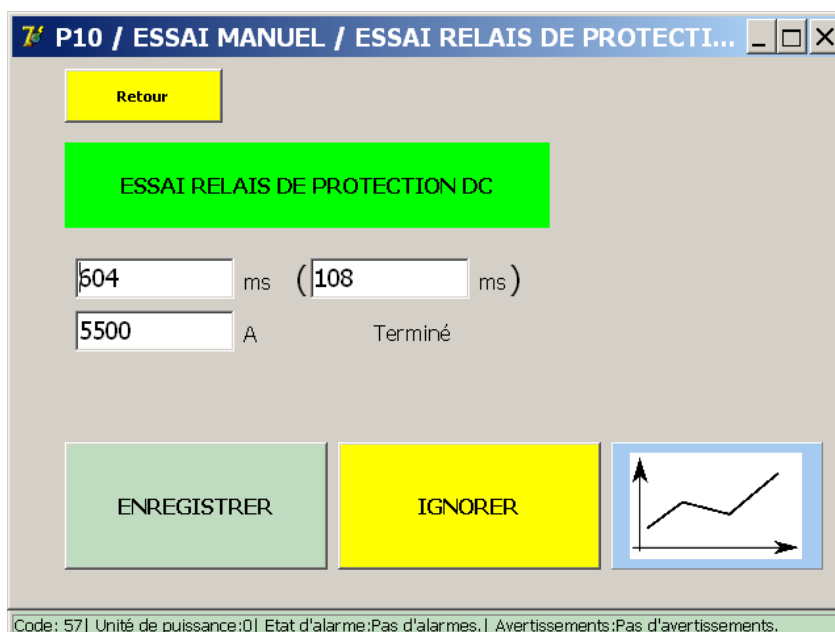 P10 / ESSAI MANUEL / ESSAI RELAIS DE PROTECTI...
Retour
ESSAI RELAIS DE PROTECTION DC
604 ms (108 ms)
5500 A Terminé
ENREGISTRER IGNORER
Code: 57| Unité de puissance:0| Etat d'alarme:Pas d'alarmes.| Avertissements:Pas d'avertissements.